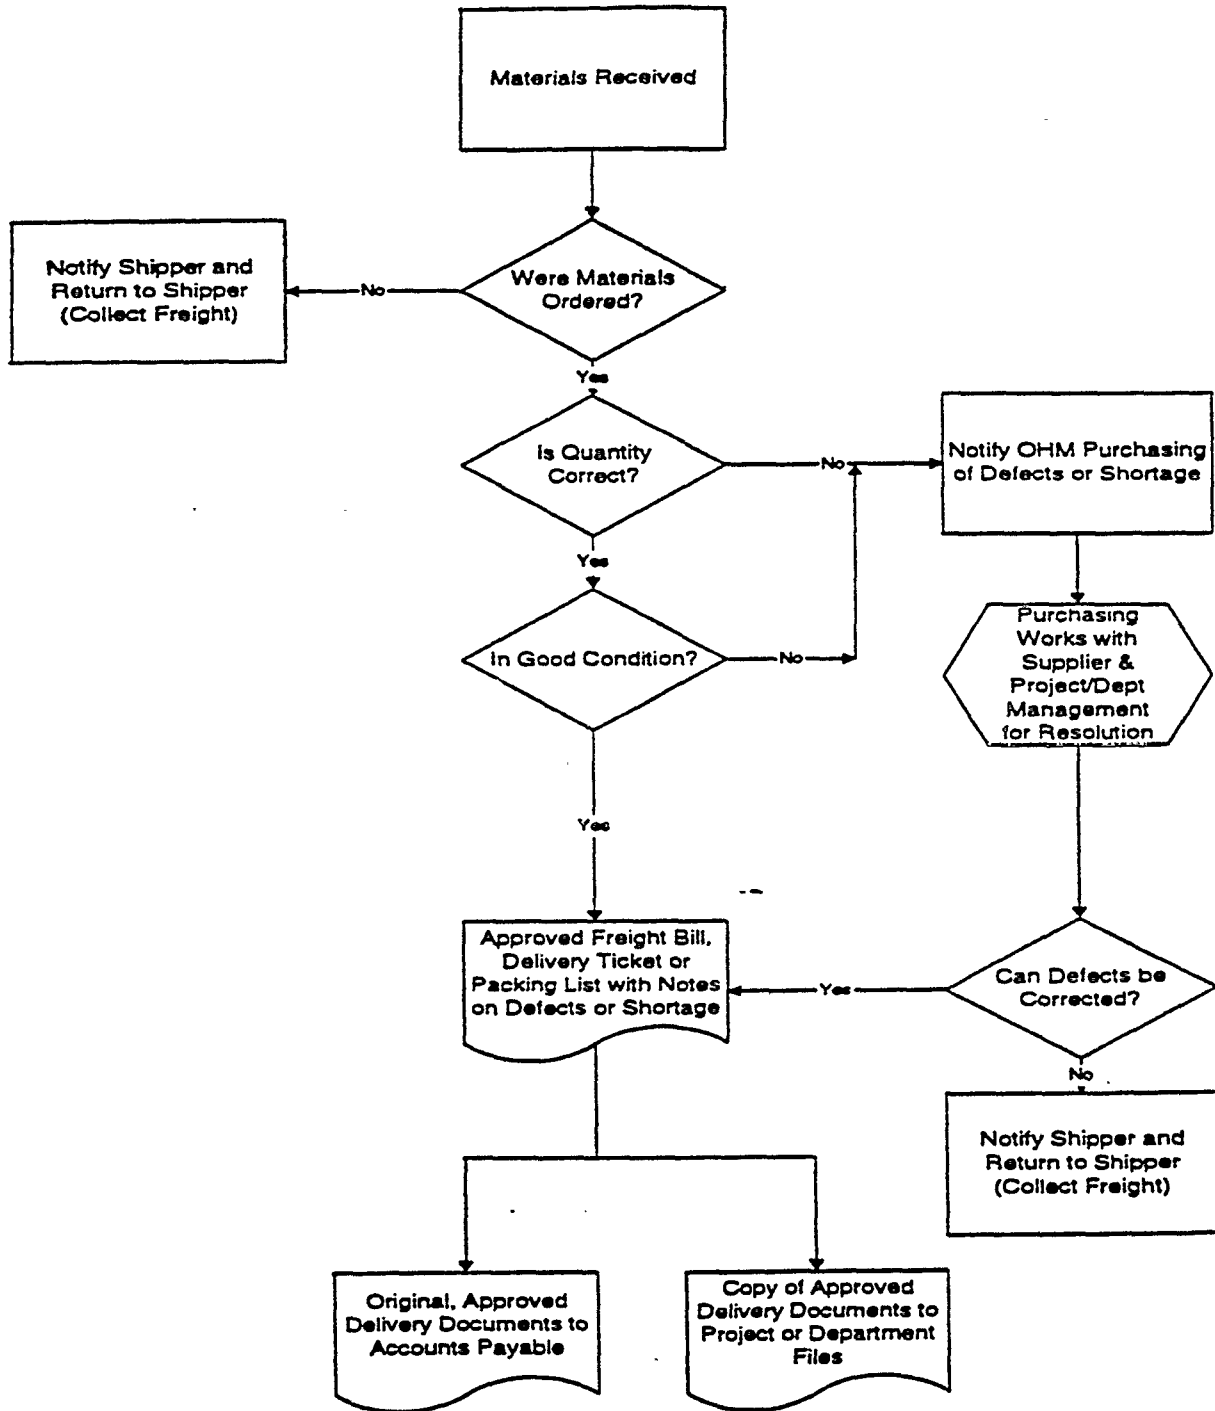 Materials Received
Were Materials
Ordered?
No
Notify Shipper and
Return to Shipper
(Collect Freight)
Yes
Is Quantity
Correct?
No
Notify OHM Purchasing
of Defects or Shortage
Yes
In Good Condition?
No
Purchasing
Works with
Supplier &
Project/Dept
Management
for Resolution
Yes
Approved Freight Bill,
Delivery Ticket or
Packing List with Notes
on Defects or Shortage
Yes
Can Defects be
Corrected?
No
Notify Shipper and
Return to Shipper
(Collect Freight)
Original, Approved
Delivery Documents to
Accounts Payable
Copy of Approved
Delivery Documents to
Project or Department
Files